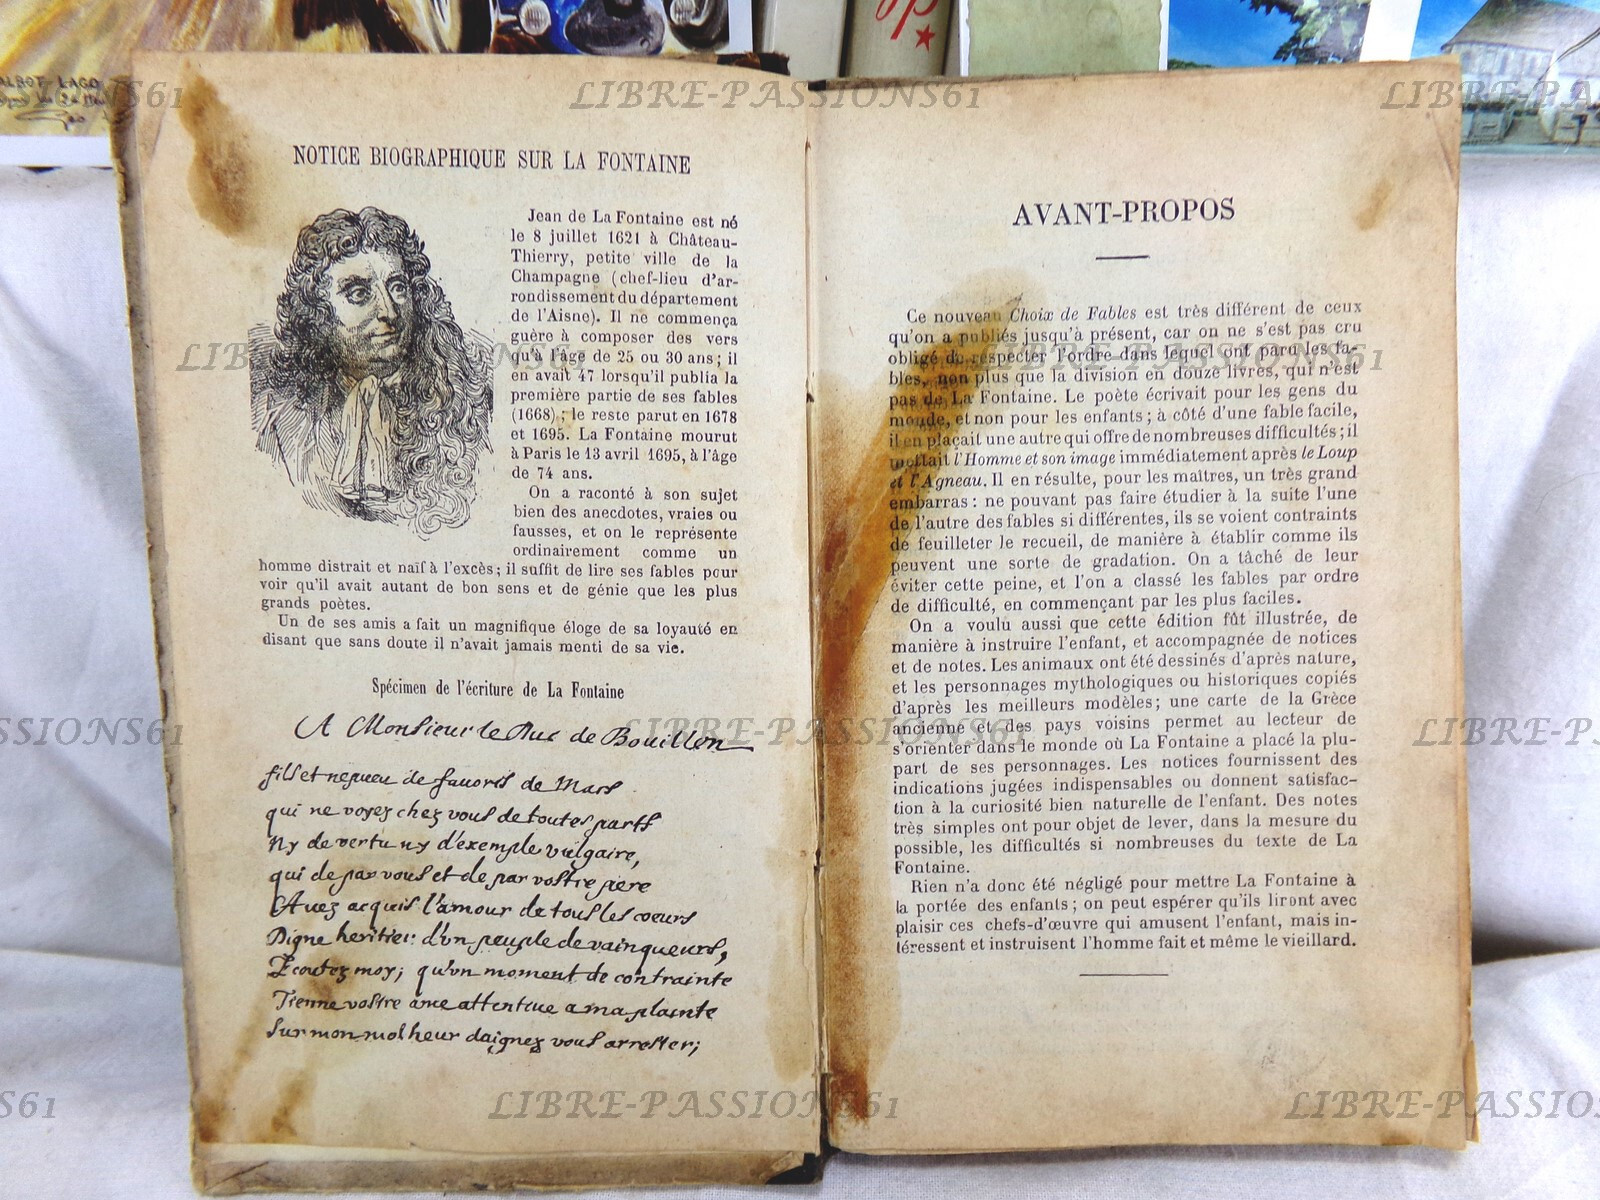 ALBOT LAGO
LIBRE-PASSIONS61
NOTICE BIOGRAPHIQUE SUR LA FONTAINE
Jean de La Fontaine est né
le 8 juillet 1621 à Château-
Thierry, petite ville de la
Champagne (chef-lieu d'ar-
rondissement du département
de l'Aisne). Il ne commença
guère à composer des vers
qu'à l'âge de 25 ou 30 ans ; il
en avait 47 lorsqu'il publia la
première partie de ses fables
(1668) ; le reste parut en 1678
et 1695. La Fontaine mourut
à Paris le 13 avril 1695, à l'âge
de 74 ans.
On a raconté à son sujet
bien des anecdotes, vraies ou
fausses, et on le représente
ordinairement comme un
homme distrait et naïf à l'excès ; il suffit de lire ses fables pour
voir qu'il avait autant de bon sens et de génie que les plus
grands poètes.
Un de ses amis a fait un magnifique éloge de sa loyauté en
disant que sans doute il n'avait jamais menti de sa vie.
Spécimen de l'écriture de La Fontaine
A Monsieur le Duc de Bouillon
fils et nepueu de fauoris de Mars
qui ne voyez chez vous de toutes parts
Ny de vertu ny d'exemple vulgaire,
qui de par vous et de par vostre pere
Auez acquis l'amour de tous les coeurs
Digne heritier d'vn peuple de vainqueurs,
Ecoutez moy ; qu'vn moment de contrainte
Tienne vostre ame attentiue a ma plainte
Sur mon malheur daignez vous arrester ;
AVANT-PROPOS
Ce nouveau Choix de Fables est très différent de ceux
qu'on a publiés jusqu'à présent, car on ne s'est pas cru
obligé de respecter l'ordre dans lequel ont paru les fa-
bles, non plus que la division en douze livres, qui n'est
pas de La Fontaine. Le poète écrivait pour les gens du
monde, et non pour les enfants ; à côté d'une fable facile,
il en plaçait une autre qui offre de nombreuses difficultés ; il
mettait l'Homme et son image immédiatement après le Loup
et l'Agneau. Il en résulte, pour les maîtres, un très grand
embarras : ne pouvant pas faire étudier à la suite l'une
de l'autre des fables si différentes, ils se voient contraints
de feuilleter le recueil, de manière à établir comme ils
peuvent une sorte de gradation. On a tâché de leur
éviter cette peine, et l'on a classé les fables par ordre
de difficulté, en commençant par les plus faciles.
On a voulu aussi que cette édition fût illustrée, de
manière à instruire l'enfant, et accompagnée de notices
et de notes. Les animaux ont été dessinés d'après nature,
et les personnages mythologiques ou historiques copiés
d'après les meilleurs modèles ; une carte de la Grèce
ancienne et des pays voisins permet au lecteur de
s'orienter dans le monde où La Fontaine a placé la plu-
part de ses personnages. Les notices fournissent des
indications jugées indispensables ou donnent satisfac-
tion à la curiosité bien naturelle de l'enfant. Des notes
très simples ont pour objet de lever, dans la mesure du
possible, les difficultés si nombreuses du texte de La
Fontaine.
Rien n'a donc été négligé pour mettre La Fontaine à
la portée des enfants ; on peut espérer qu'ils liront avec
plaisir ces chefs-d'œuvre qui amusent l'enfant, mais in-
téressent et instruisent l'homme fait et même le vieillard.